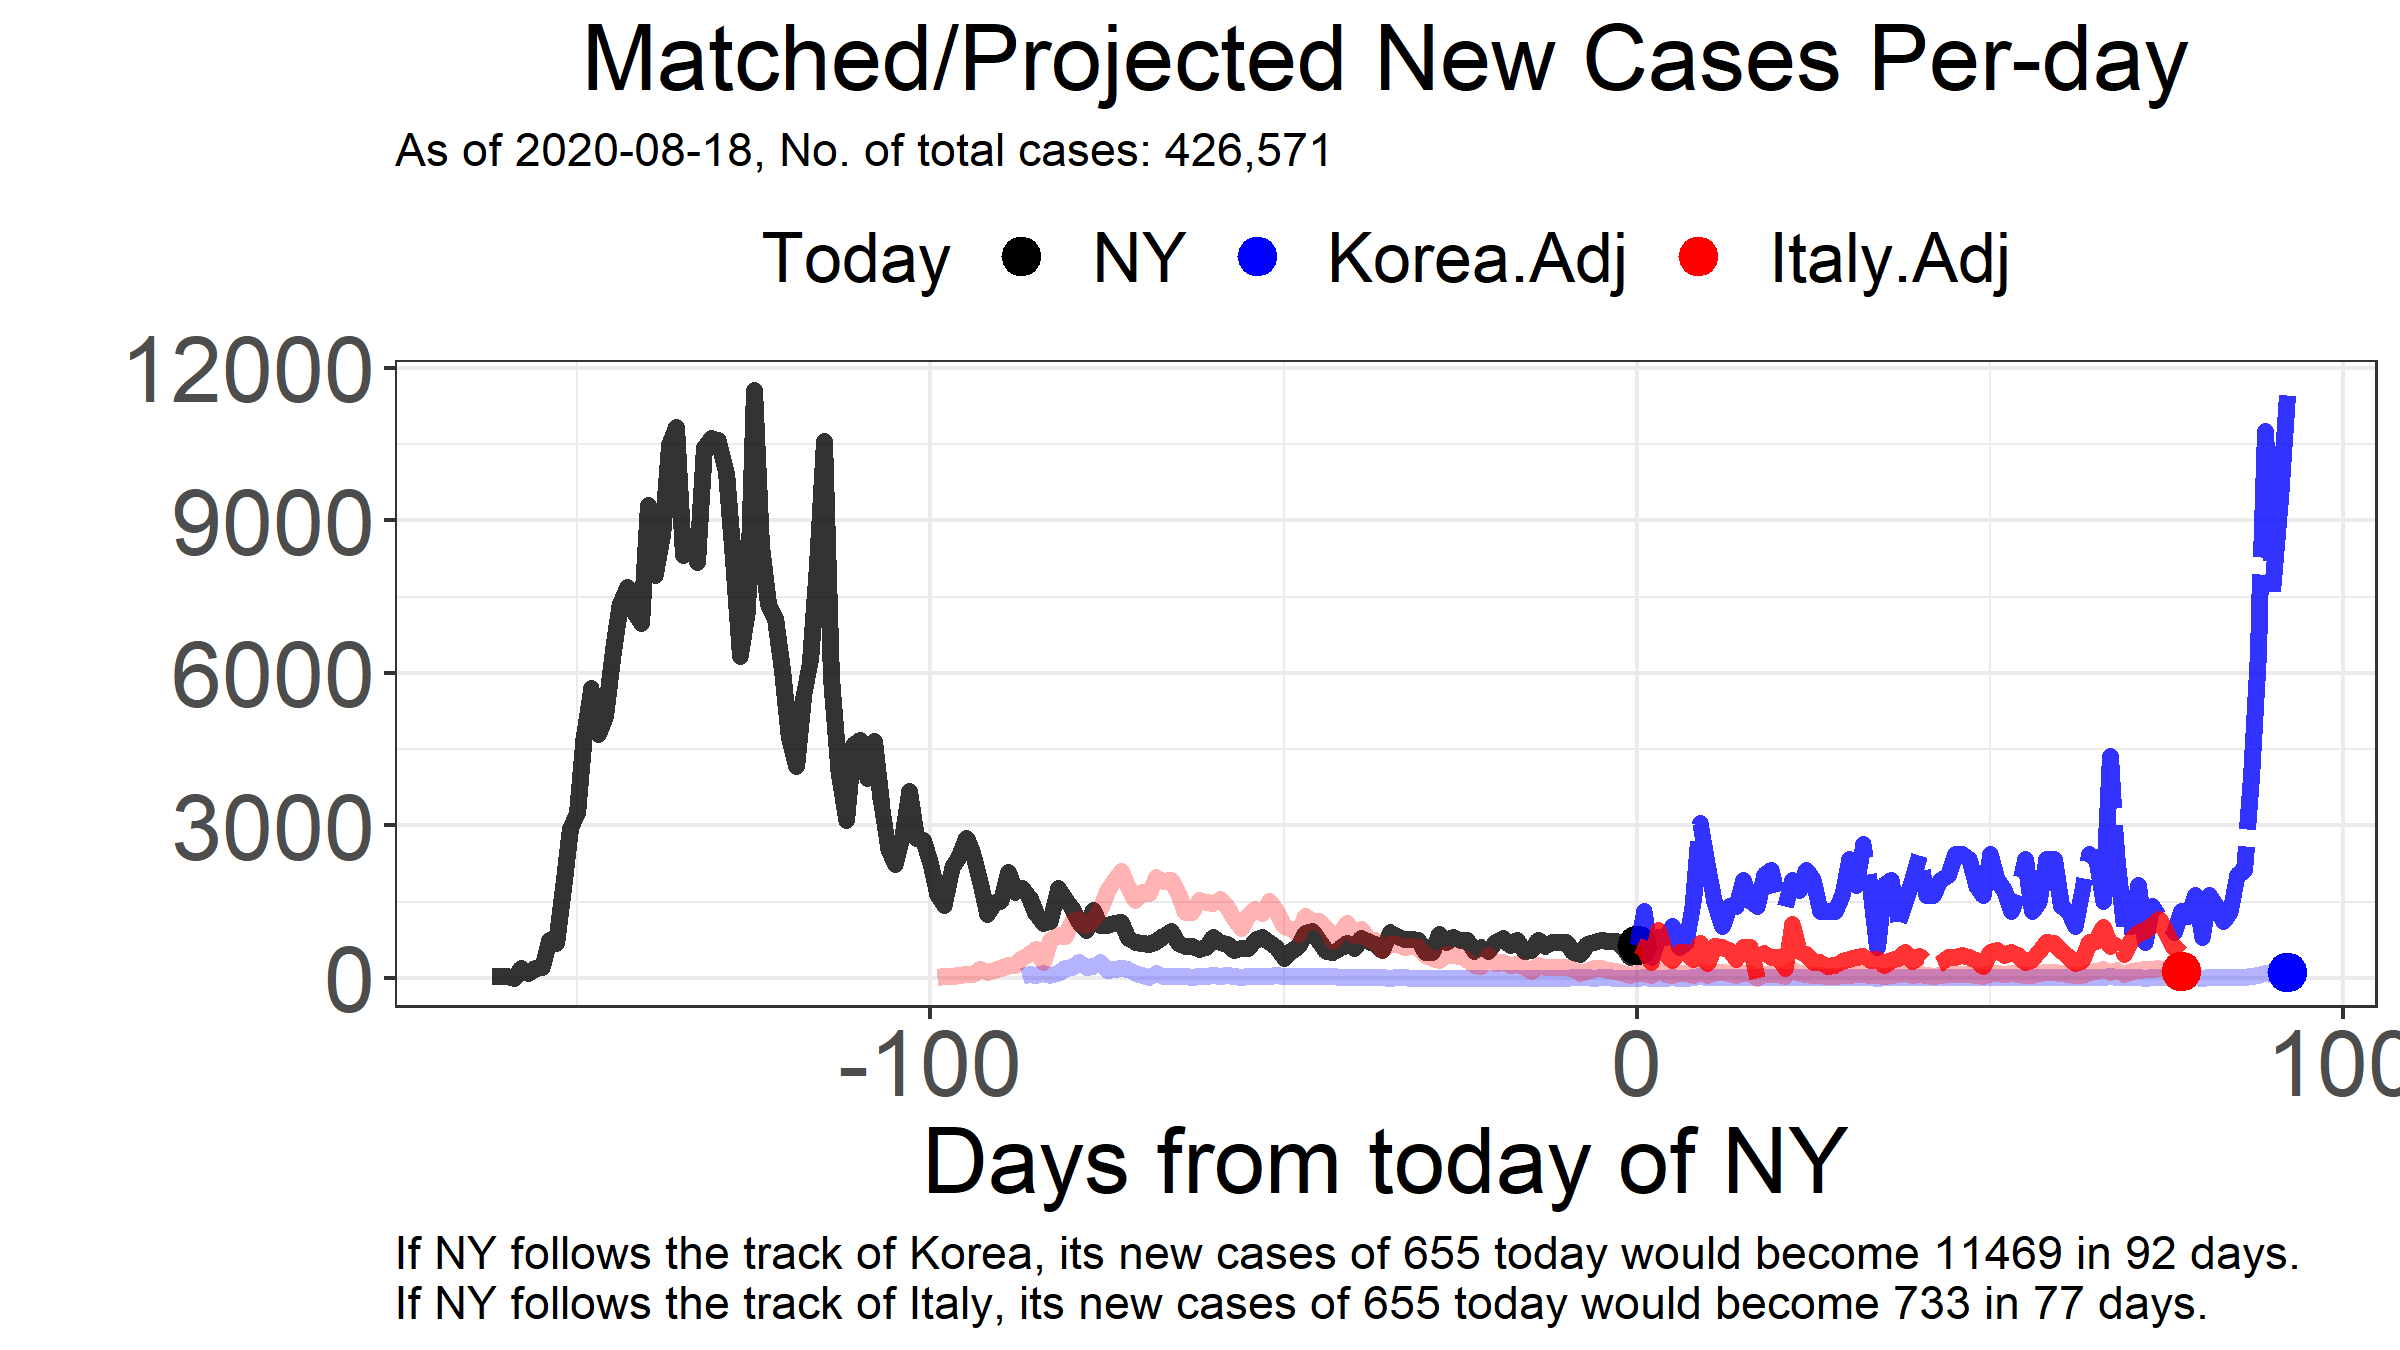 Matched/Projected New Cases Per-day
As of 2020-08-18, No. of total cases: 426,571
Today NY Korea.Adj Italy.Adj
12000
9000
6000
3000
0
-100 0 100
Days from today of NY
If NY follows the track of Korea, its new cases of 655 today would become 11469 in 92 days.
If NY follows the track of Italy, its new cases of 655 today would become 733 in 77 days.